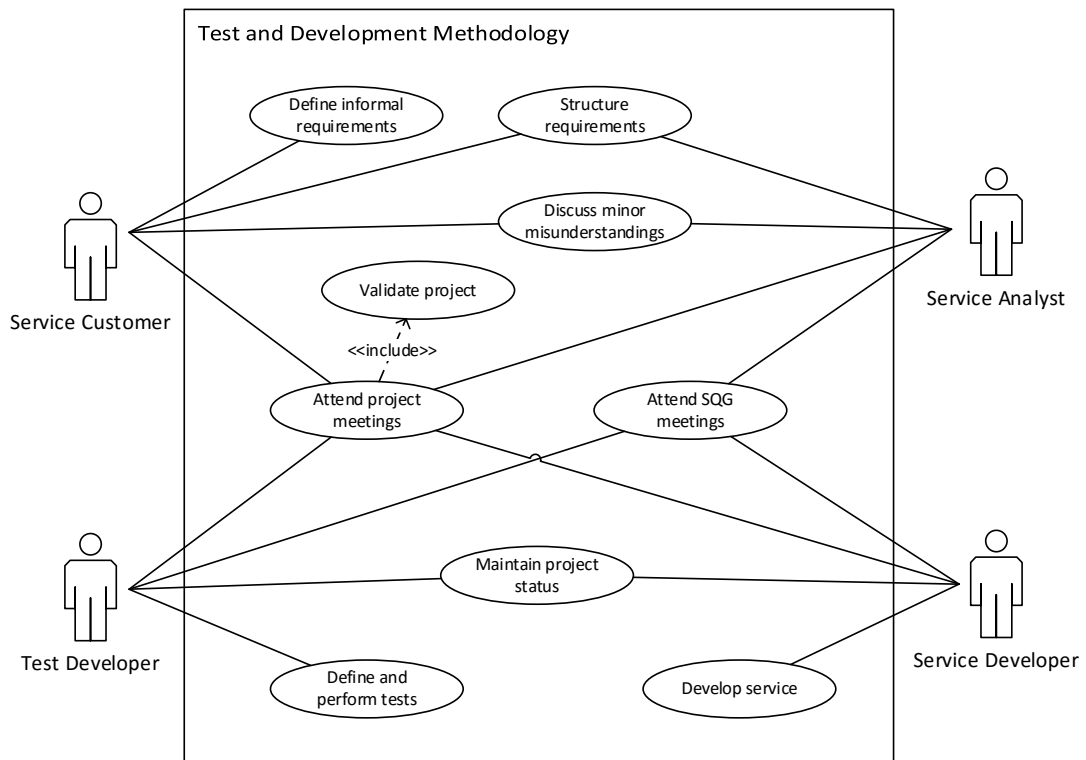 Test and Development Methodology
Define informal
requirements
Structure
requirements
Discuss minor
misunderstandings
Validate project
Service Customer
Service Analyst
<<include>>
Attend project
meetings
Attend SQG
meetings
Maintain project
status
Test Developer
Service Developer
Define and
perform tests
Develop service